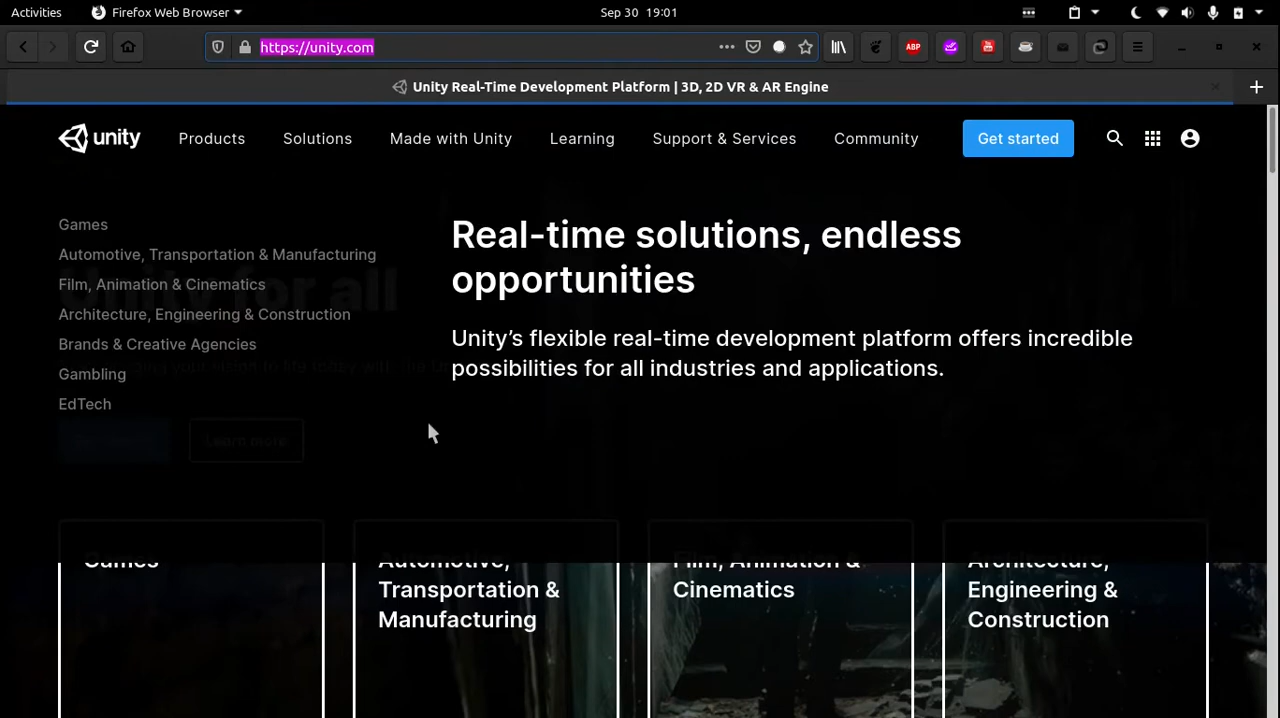 Activities
Firefox Web Browser
Sep 30 19:01
https://unity.com
ABP
Unity Real-Time Development Platform | 3D, 2D VR & AR Engine
unity
Products
Solutions
Made with Unity
Learning
Support & Services
Community
Get started
Games
Automotive, Transportation & Manufacturing
Film, Animation & Cinematics
Architecture, Engineering & Construction
Brands & Creative Agencies
Gambling
EdTech
Real-time solutions, endless
opportunities
Unity’s flexible real-time development platform offers incredible
possibilities for all industries and applications.
Unity for all
Learn more
Games
Automotive,
Transportation &
Manufacturing
Film, Animation &
Cinematics
Architecture,
Engineering &
Construction